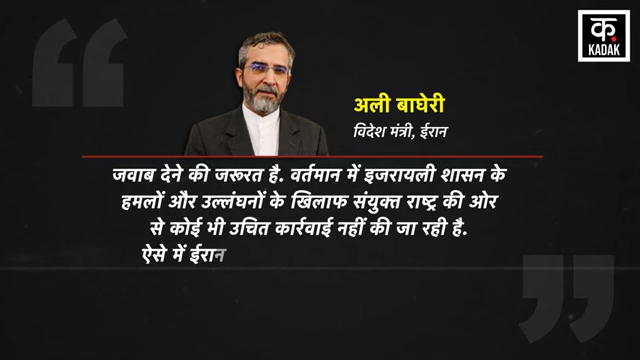 क.
KADAK
अली बाघेरी
विदेश मंत्री, ईरान
जवाब देने की जरूरत है. वर्तमान में इजरायली शासन के
हमलों और उल्लंघनों के खिलाफ संयुक्त राष्ट्र की ओर
से कोई भी उचित कार्रवाई नहीं की जा रही है.
ऐसे में ईरान